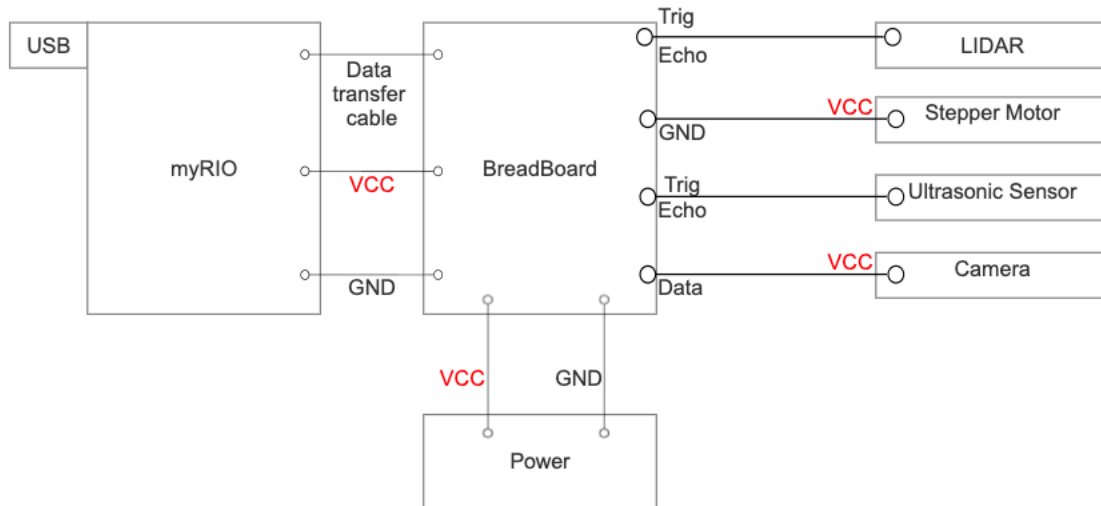 USB
myRIO
Data
transfer
cable
VCC
GND
BreadBoard
Trig
Echo
LIDAR
GND
VCC
Stepper Motor
Trig
Echo
Ultrasonic Sensor
Data
VCC
Camera
VCC
GND
Power